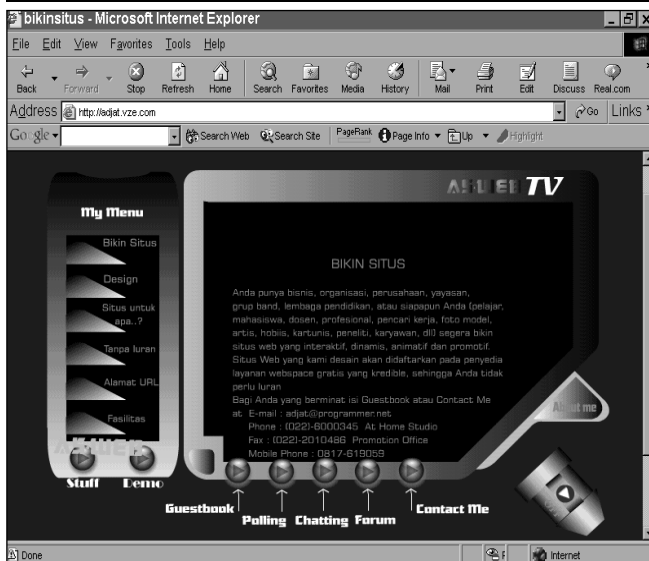 bikinsitus - Microsoft Internet Explorer
File Edit View Favorites Tools Help
Back Forward Stop Refresh Home Search Favorites Media History Mail Print Edit Discuss Real.com
Address http://adjat.vze.com Go Links
Google Search Web Search Site PageRank Page Info Up Highlight
TV
My Menu
Bikin Situs
Design
Situs untuk
apa..?
Tanpa Iuran
Alamat URL
Fasilitas
Stuff Demo
BIKIN SITUS
Anda punya bisnis, organisasi, perusahaan, yayasan,
grup band, lembaga pendidikan, atau siapapun Anda (pelajar,
mahasiswa, dosen, profesional, pencari kerja, foto model,
artis, hobiis, kartunis, peneliti, karyawan, dll) segera bikin
situs web yang interaktif, dinamis, animatif dan promotif.
Situs Web yang kami desain akan didaftarkan pada penyedia
layanan webspace gratis yang kredible, sehingga Anda tidak
perlu Iuran
Bagi Anda yang berminat isi Guestbook atau Contact Me
at E-mail : adjat@programmer.net
Phone : (022)-6000345 At Home Studio
Fax : (022)-2010486 Promotion Office
Mobile Phone : 0817-619059
About me
Guestbook Polling Chatting Forum Contact Me
Done Internet